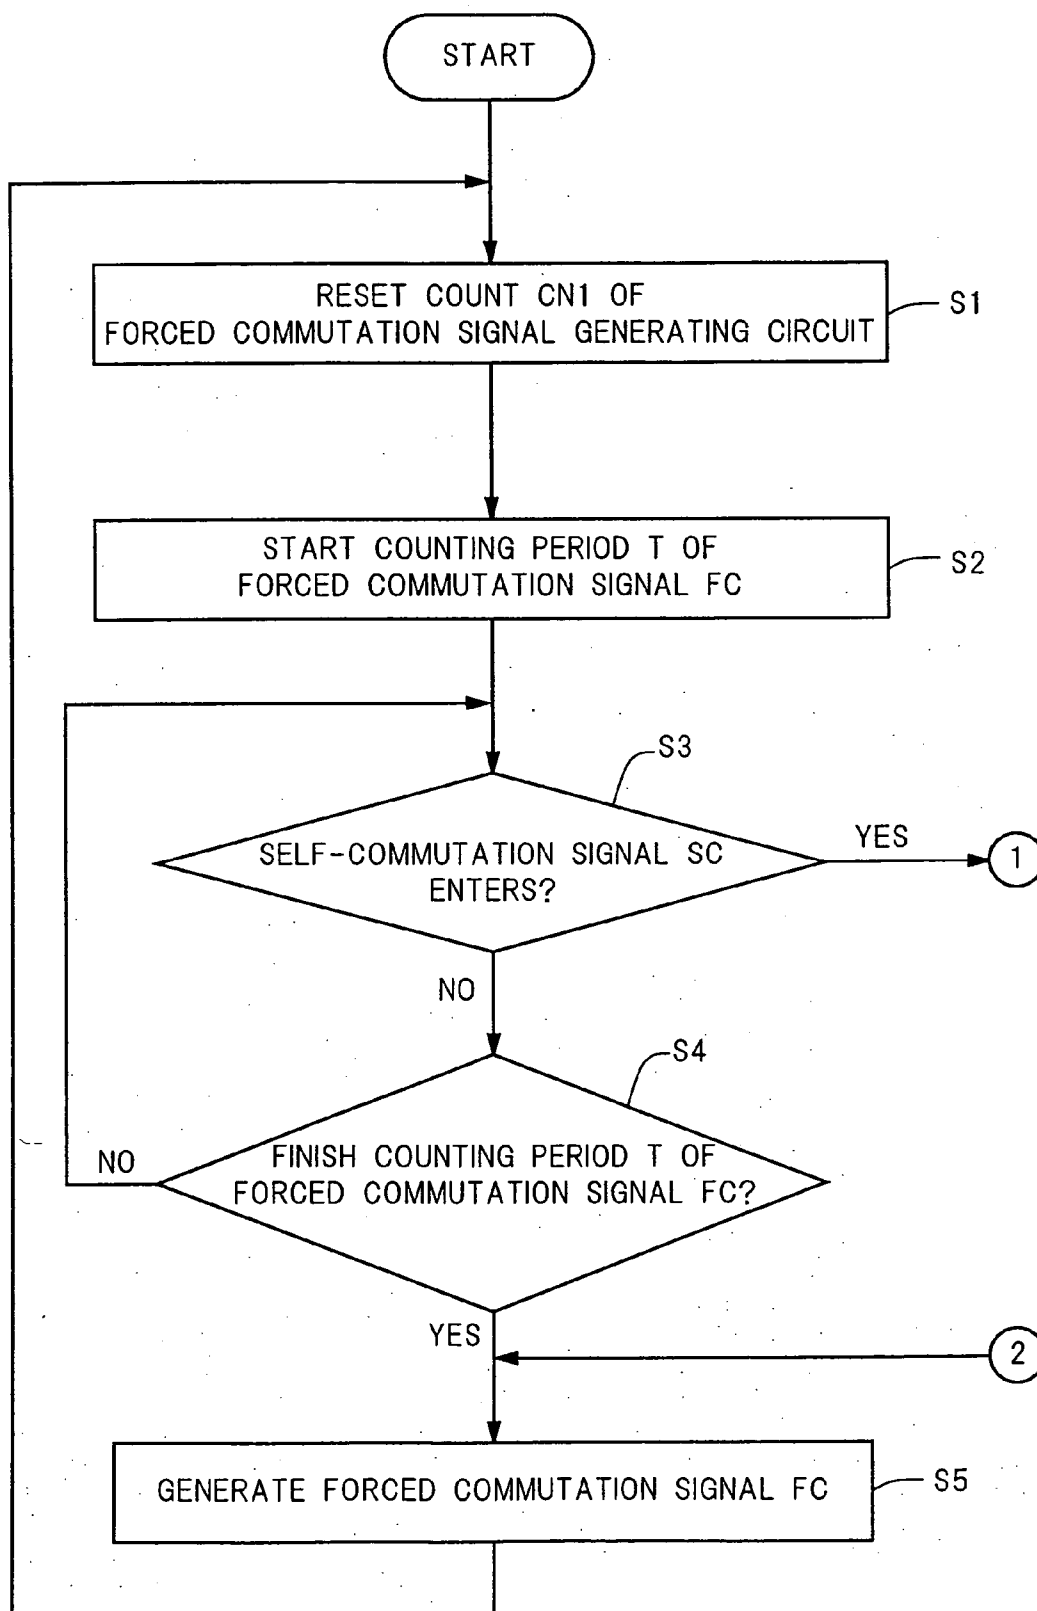 START
RESET COUNT CN1 OF
FORCED COMMUTATION SIGNAL GENERATING CIRCUIT
S1
START COUNTING PERIOD T OF
FORCED COMMUTATION SIGNAL FC
S2
S3
SELF-COMMUTATION SIGNAL SC
ENTERS?
YES
1
NO
S4
FINISH COUNTING PERIOD T OF
FORCED COMMUTATION SIGNAL FC?
NO
YES
2
GENERATE FORCED COMMUTATION SIGNAL FC
S5